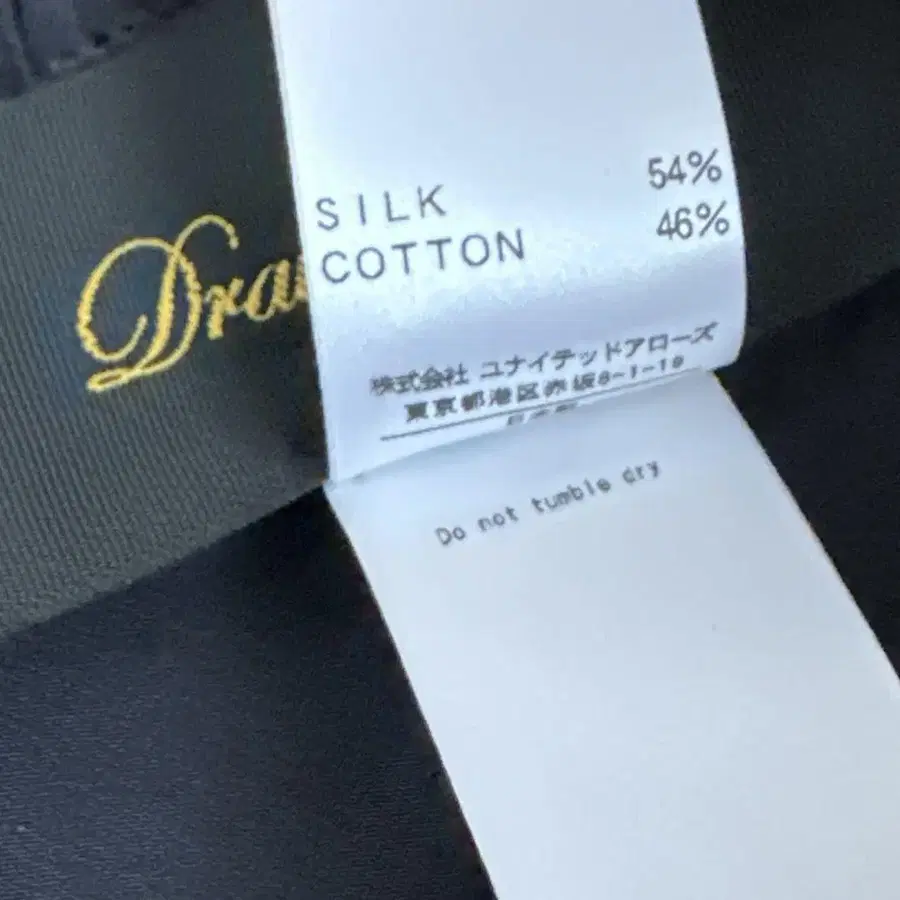 SILK 54%
COTTON 46%
株式会社 ユナイテッドアローズ
東京都港区赤坂8-1-19
Do not tumble dry